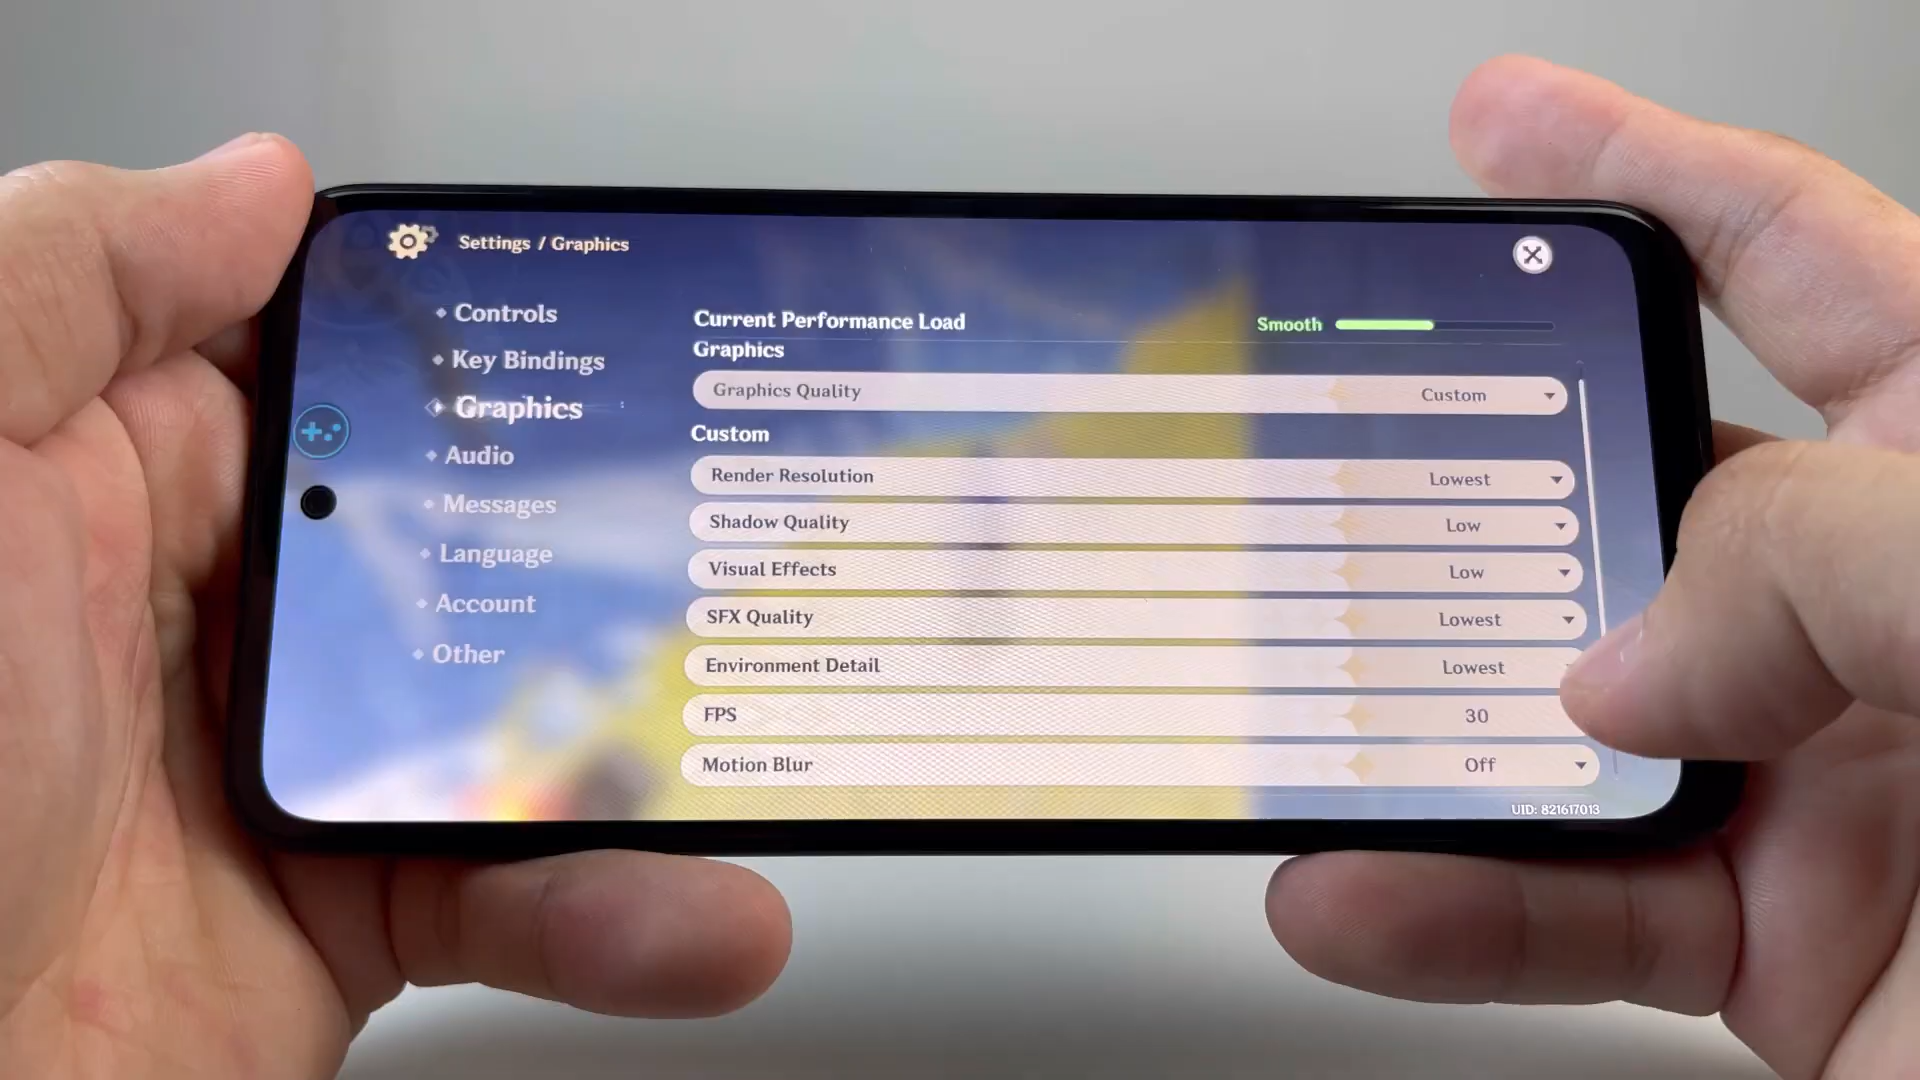 Settings / Graphics
Controls
Key Bindings
Graphics
Audio
Messages
Language
Account
Other
Current Performance Load
Smooth
Graphics
Graphics Quality Custom
Custom
Render Resolution Lowest
Shadow Quality Low
Visual Effects Low
SFX Quality Lowest
Environment Detail Lowest
FPS 30
Motion Blur Off
UID: 821617013